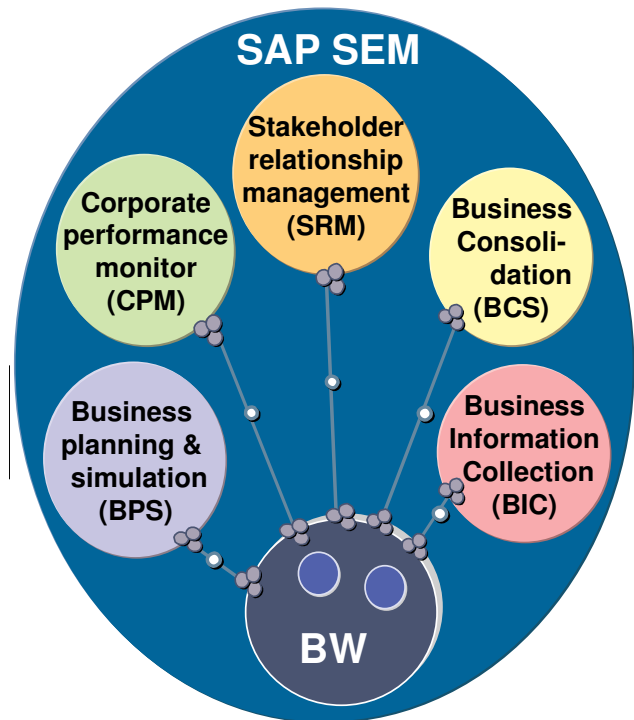 SAP SEM
Stakeholder
relationship
management
(SRM)
Corporate
performance
monitor
(CPM)
Business
Consoli-
dation
(BCS)
Business
planning &
simulation
(BPS)
Business
Information
Collection
(BIC)
BW